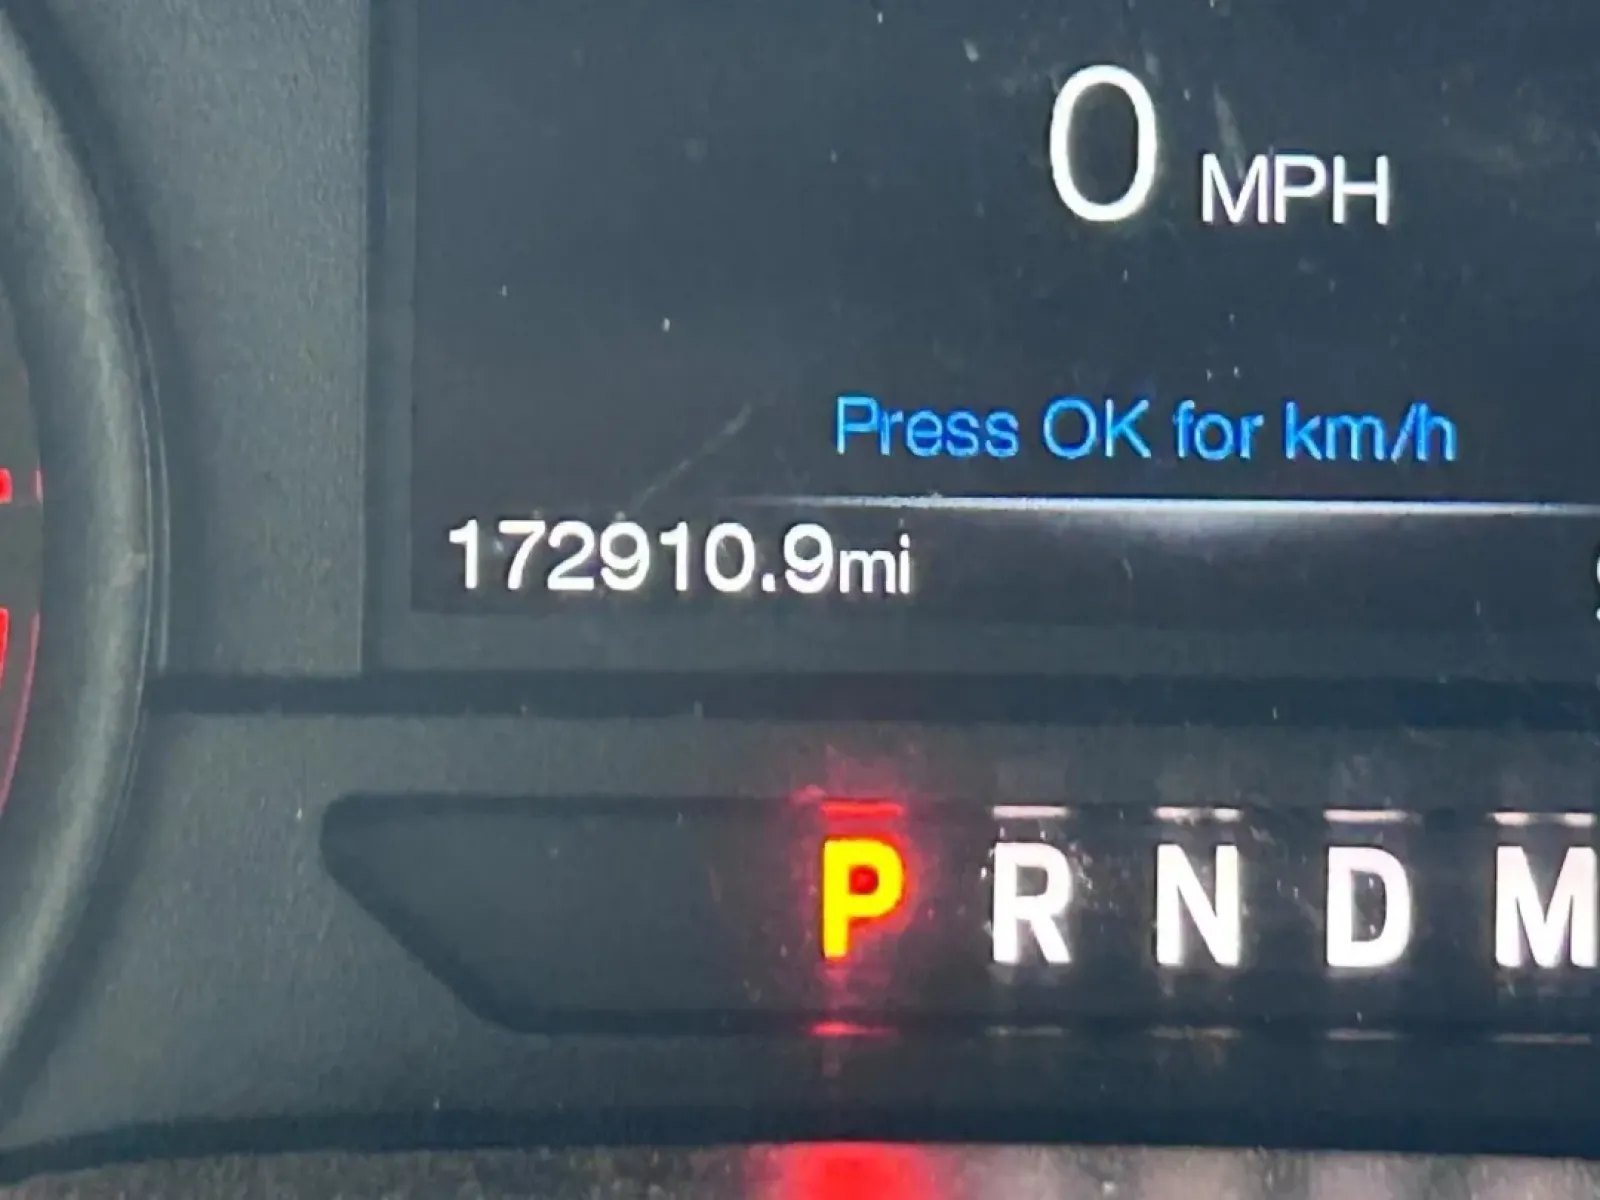 0 MPH
Press OK for km/h
172910.9mi
P R N D M